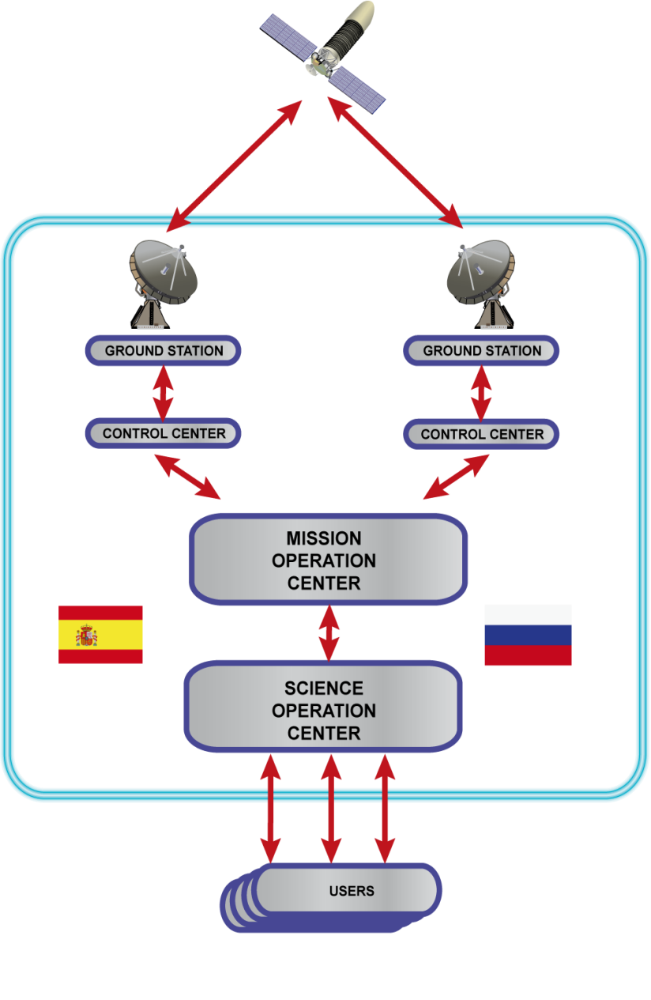 GROUND STATION
GROUND STATION
CONTROL CENTER
CONTROL CENTER
MISSION
OPERATION
CENTER
SCIENCE
OPERATION
CENTER
USERS